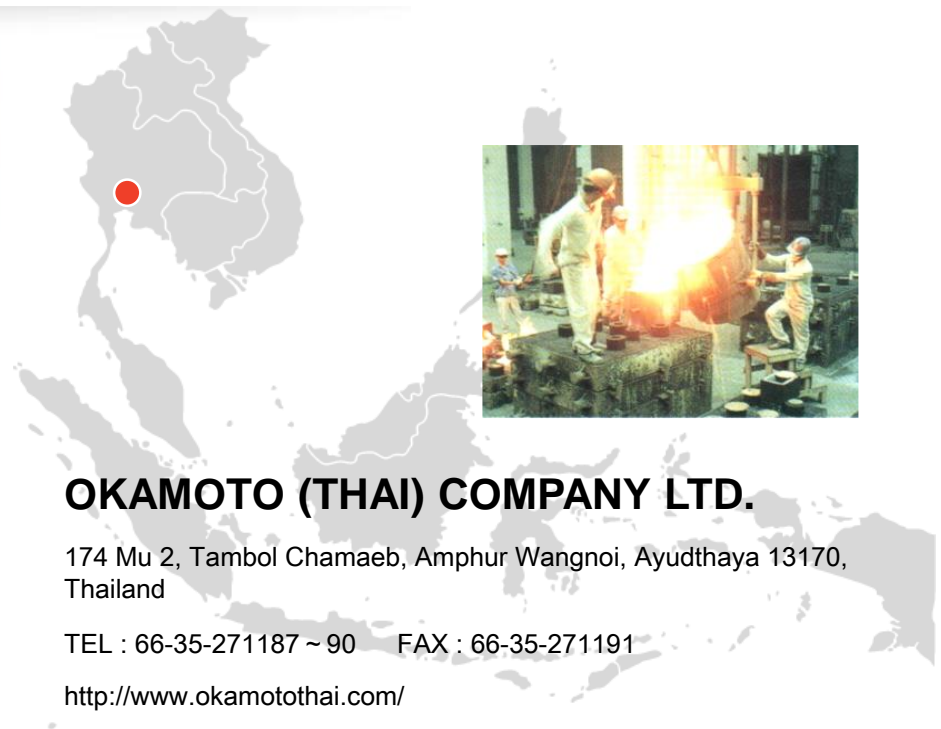 OKAMOTO (THAI) COMPANY LTD.
174 Mu 2, Tambol Chamaeb, Amphur Wangnoi, Ayudthaya 13170,
Thailand
TEL : 66-35-271187 ~ 90 FAX : 66-35-271191
http://www.okamotothai.com/